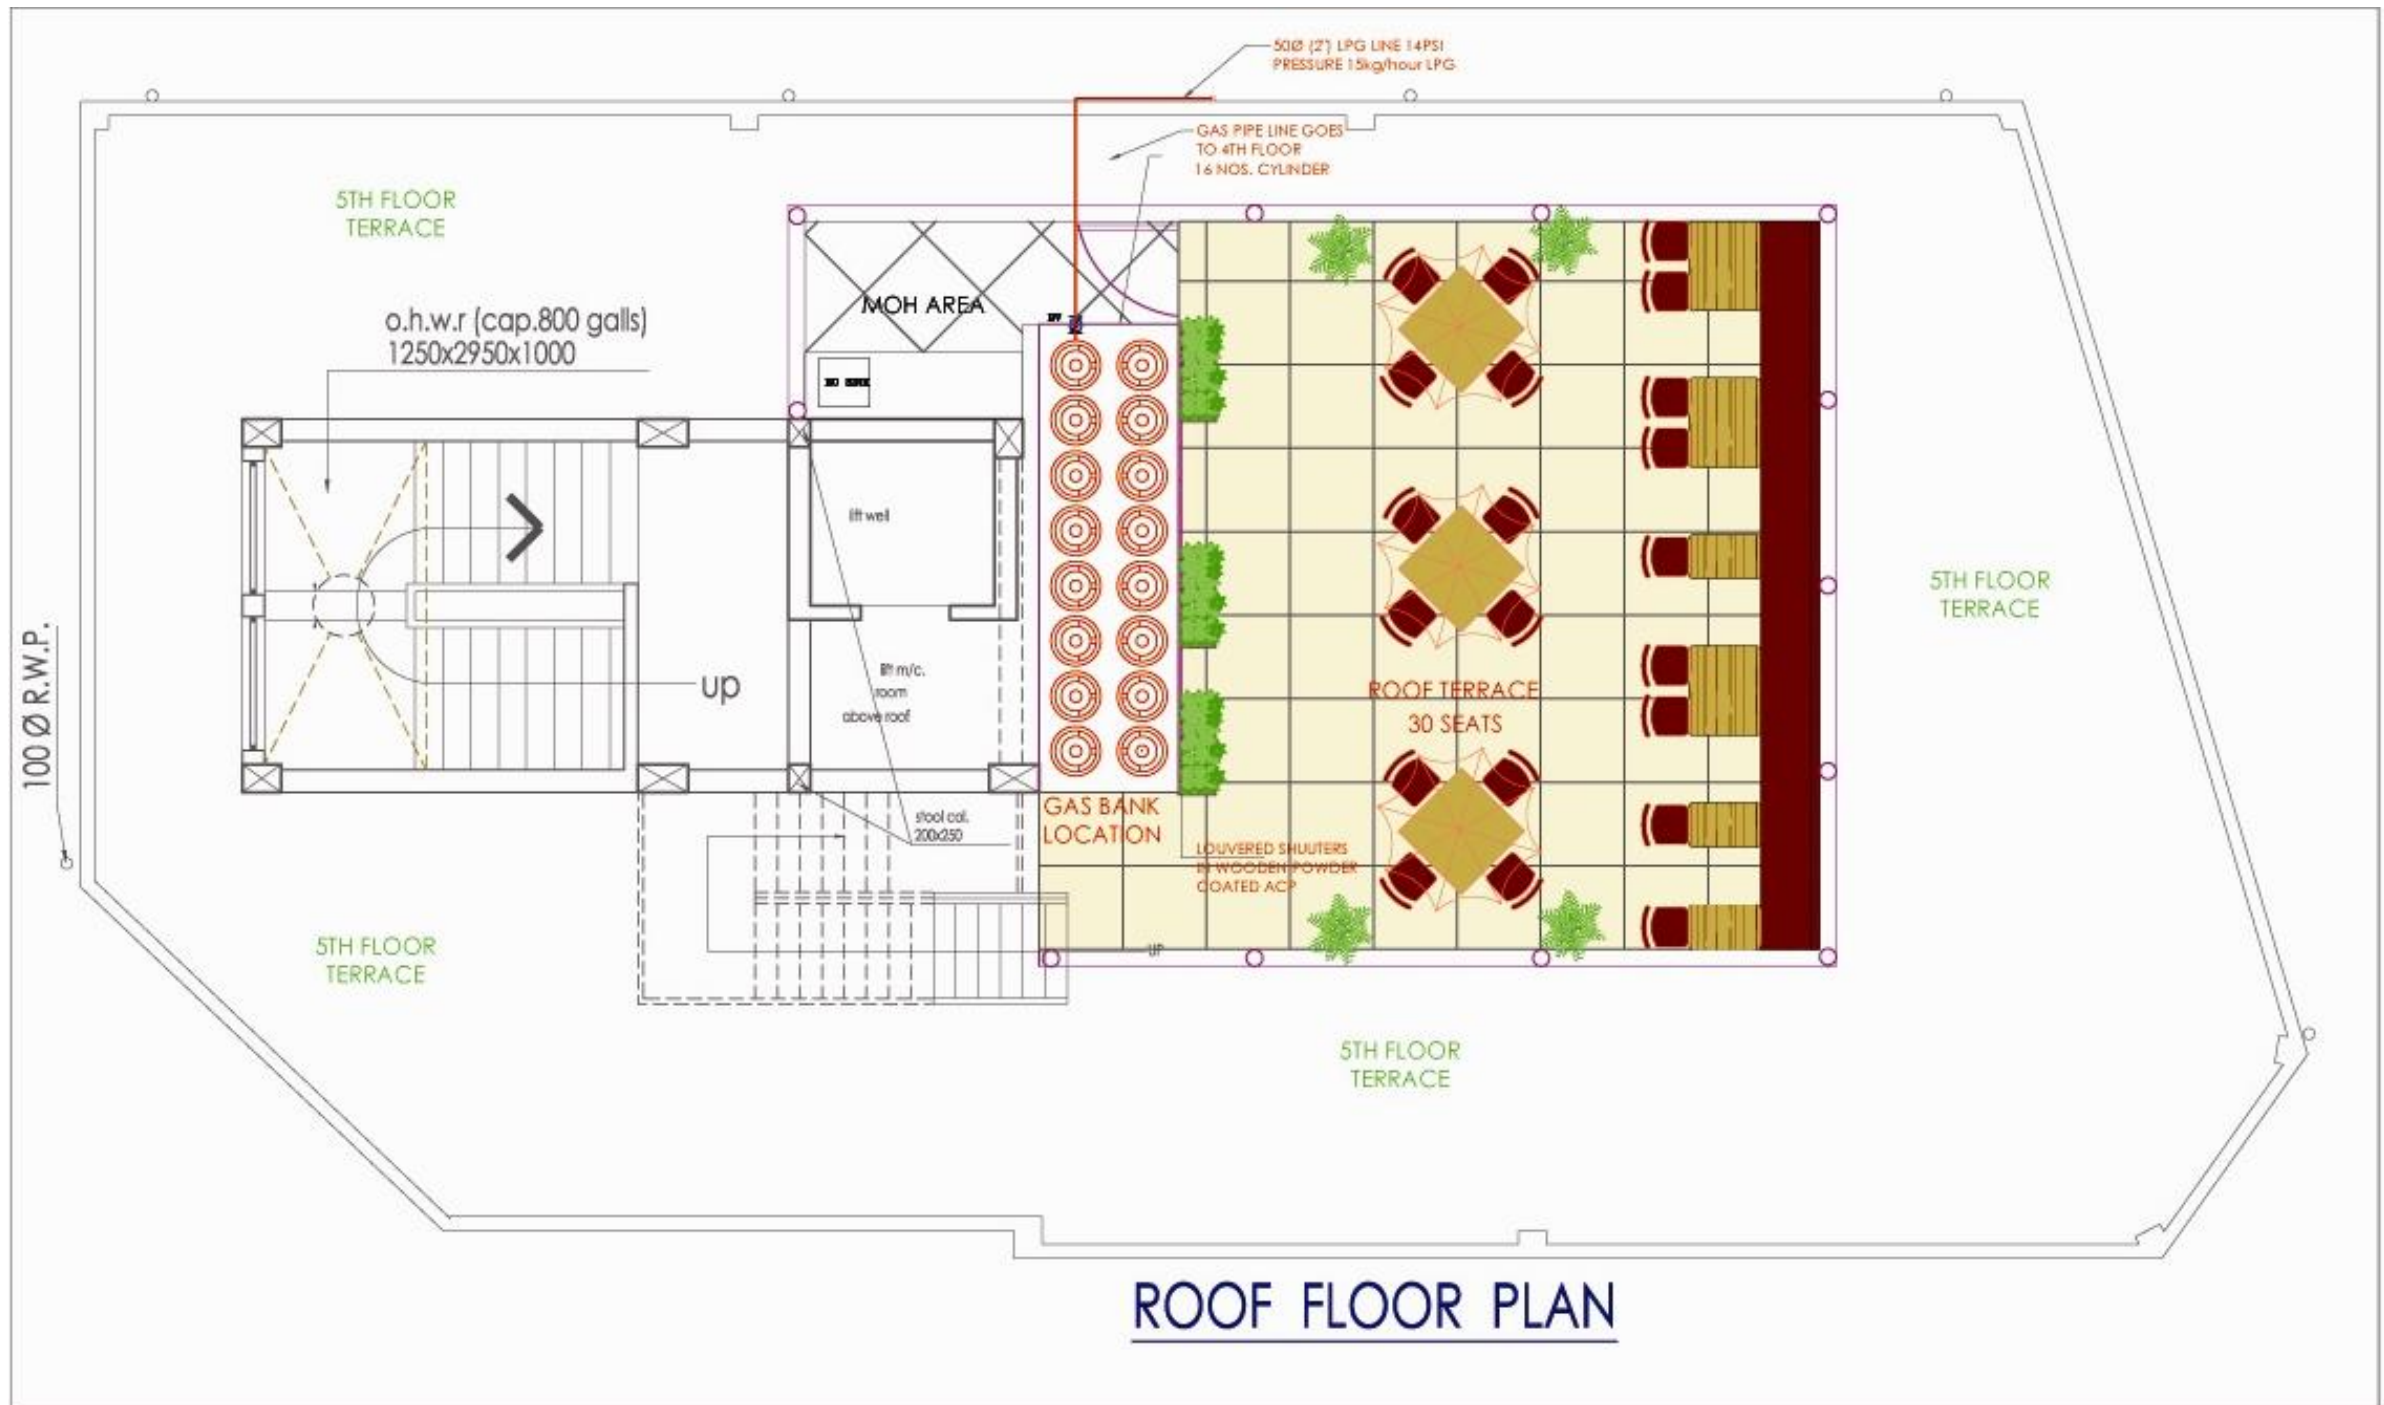 50Ø (2") LPG LINE 14PSI
PRESSURE 15kg/hour LPG
GAS PIPE LINE GOES
TO 4TH FLOOR
16 NOS. CYLINDER
5TH FLOOR
TERRACE
o.h.w.r (cap.800 galls)
1250x2950x1000
MOH AREA
lift well
lift m/c.
room
above roof
up
100 Ø R.W.P.
5TH FLOOR
TERRACE
ROOF TERRACE
30 SEATS
stool col.
200x250
GAS BANK
LOCATION
LOUVERED SHUUTERS
IN WOODEN POWDER
COATED ACP
UP
5TH FLOOR
TERRACE
5TH FLOOR
TERRACE
ROOF FLOOR PLAN